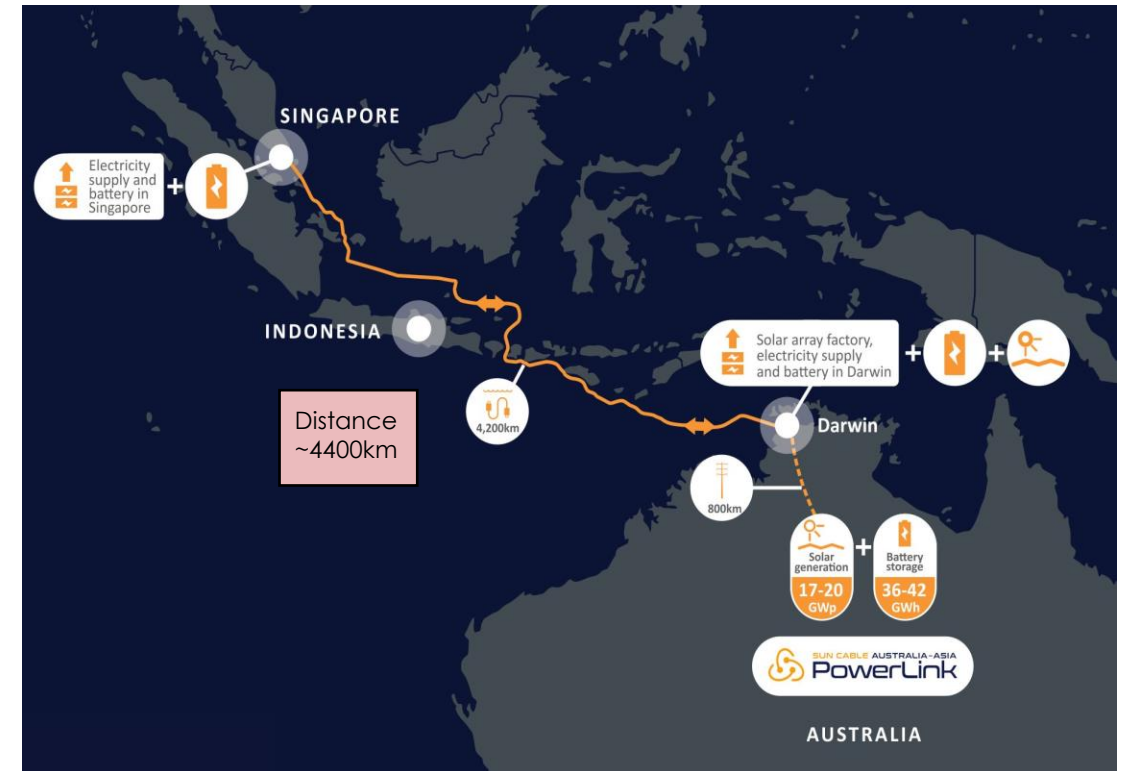 SINGAPORE
Electricity
supply and
battery in
Singapore
+
INDONESIA
Distance
~4400km
4,200km
Solar array factory,
electricity supply
and battery in Darwin
+
+
Darwin
800km
Solar
generation
17-20
GWp
+
Battery
storage
36-42
GWh
SUN CABLE AUSTRALIA-ASIA
PowerLink
AUSTRALIA